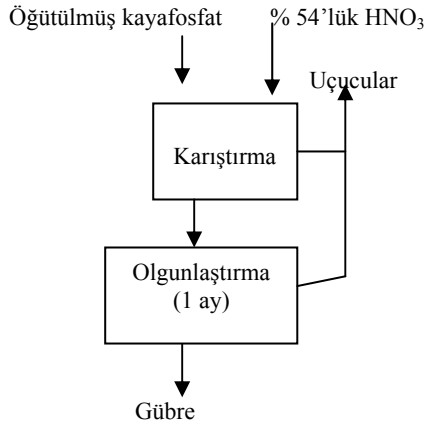 Öğütülmüş kayafosfat
% 54’lük HNO₃
Uçucular
Karıştırma
Olgunlaştırma
(1 ay)
Gübre